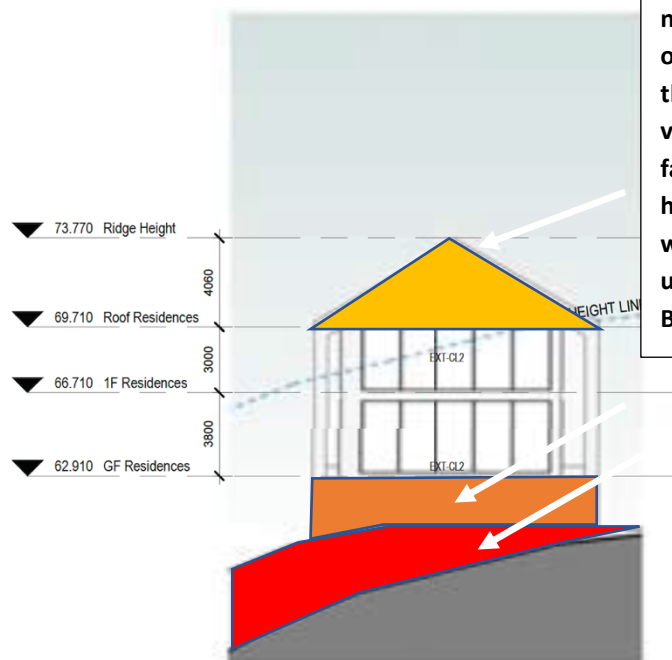 73.770 Ridge Height
4060
69.710 Roof Residences
EIGHT LIN
3000
EXT-CL2
66.710 1F Residences
3800
EXT-CL2
62.910 GF Residences